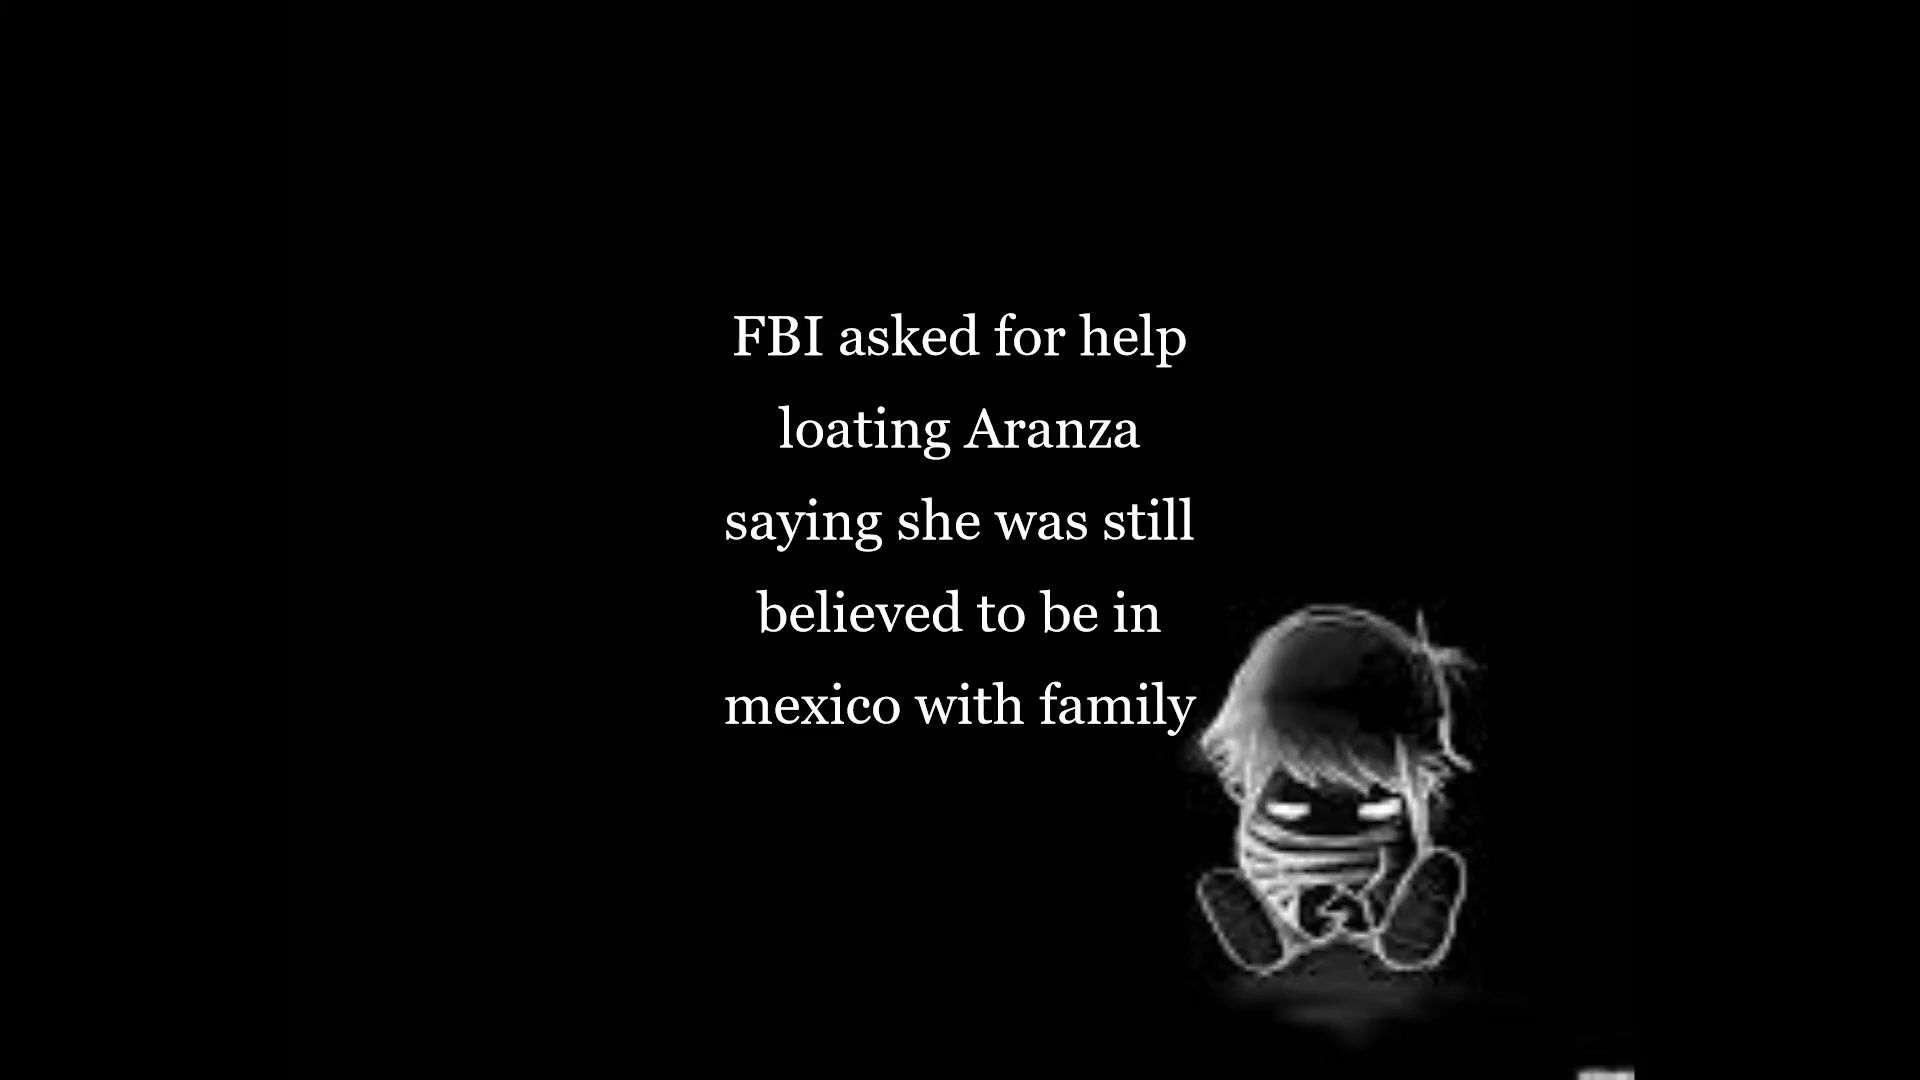 FBI asked for help
loating Aranza
saying she was still
believed to be in
mexico with family